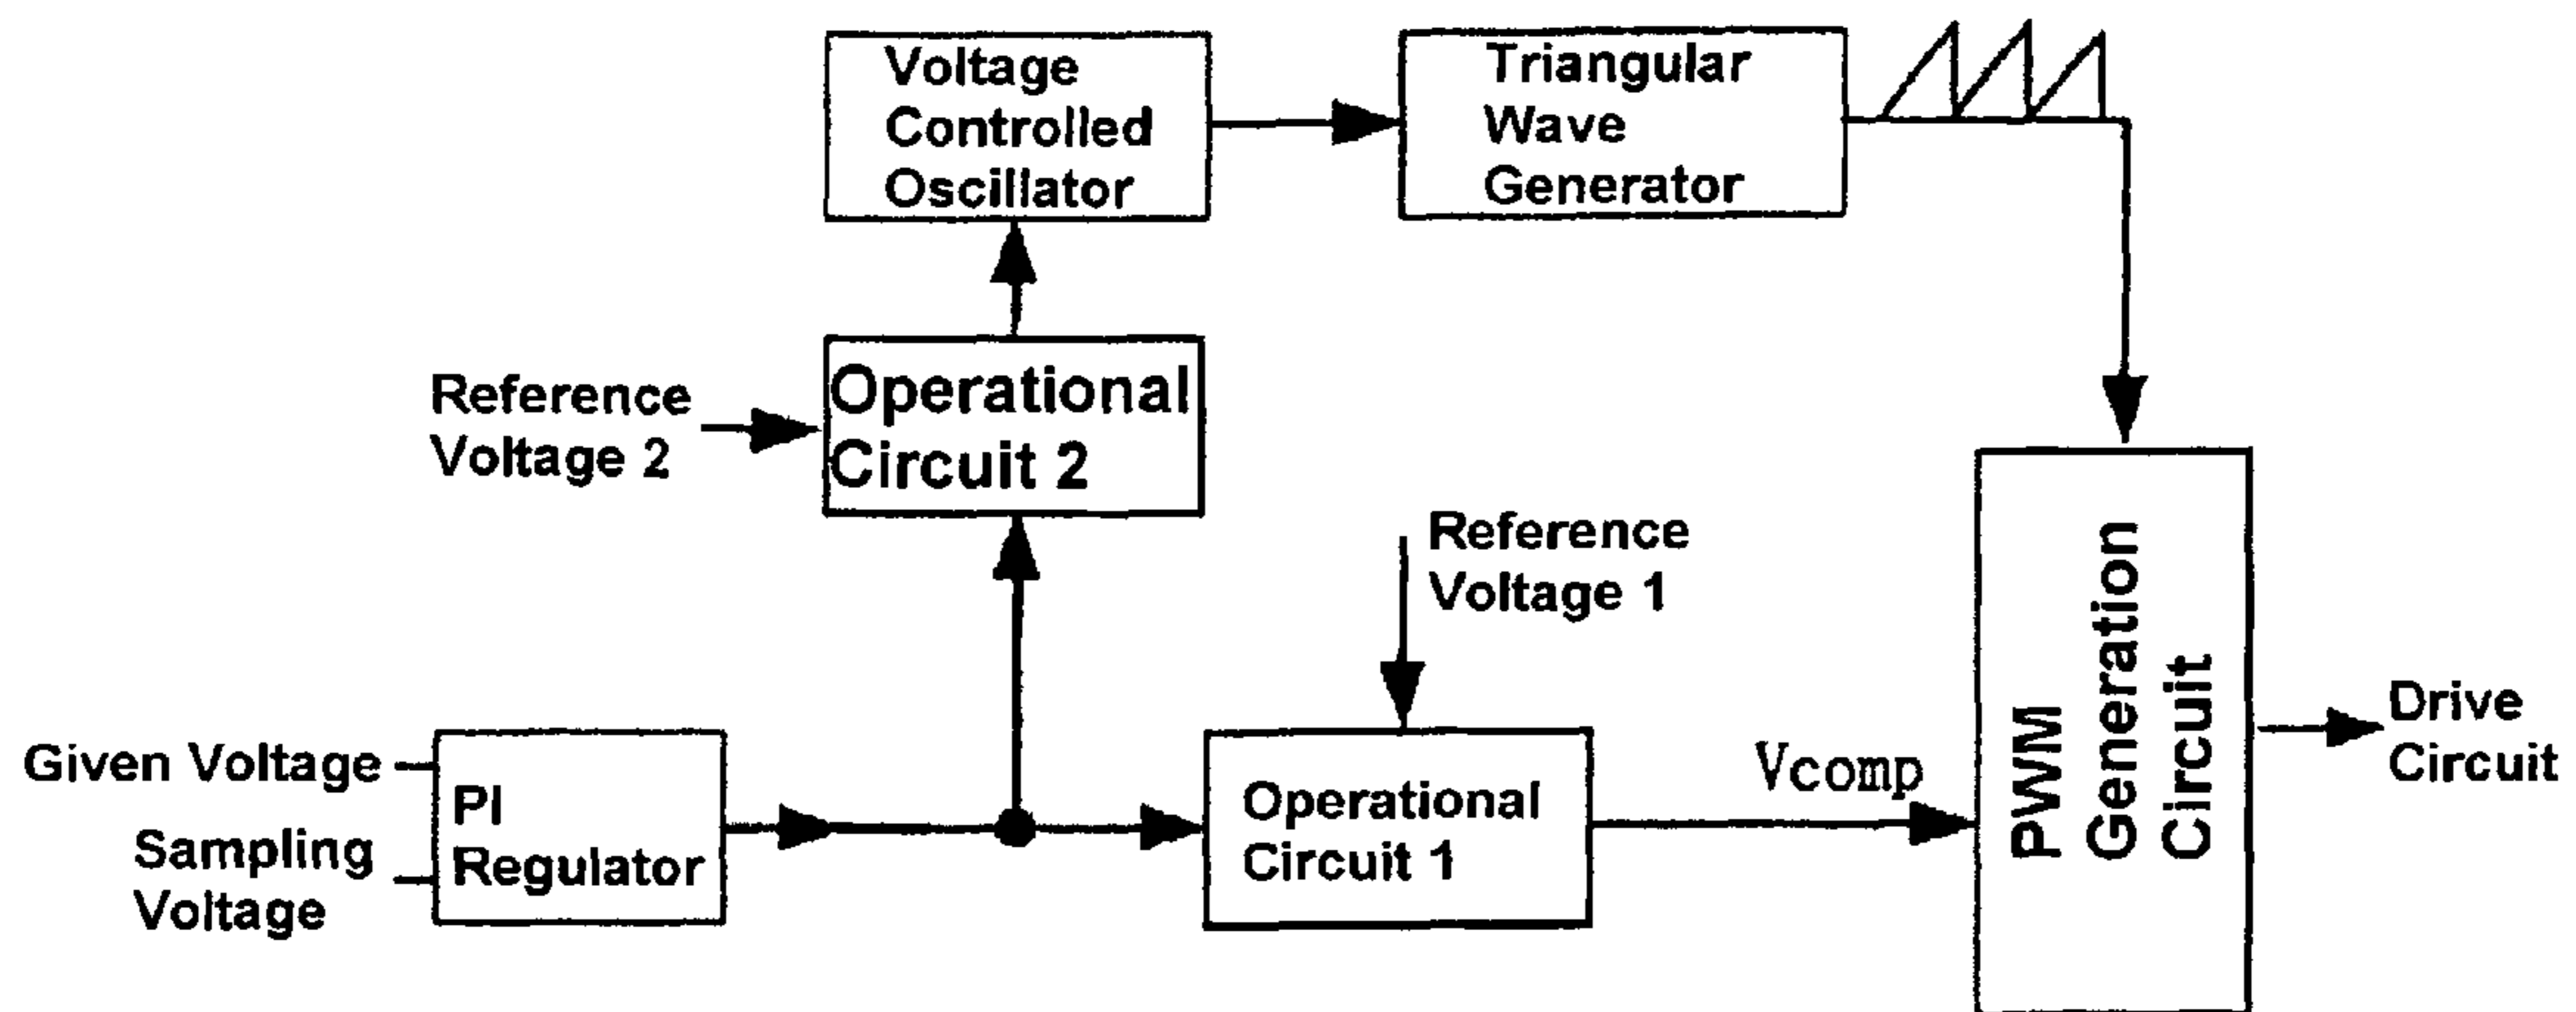 Voltage
Controlled
Oscillator
Triangular
Wave
Generator
Reference
Voltage 2
Operational
Circuit 2
Reference
Voltage 1
Given Voltage
Sampling
Voltage
PI
Regulator
Operational
Circuit 1
Vcomp
PWM
Generation
Circuit
Drive
Circuit